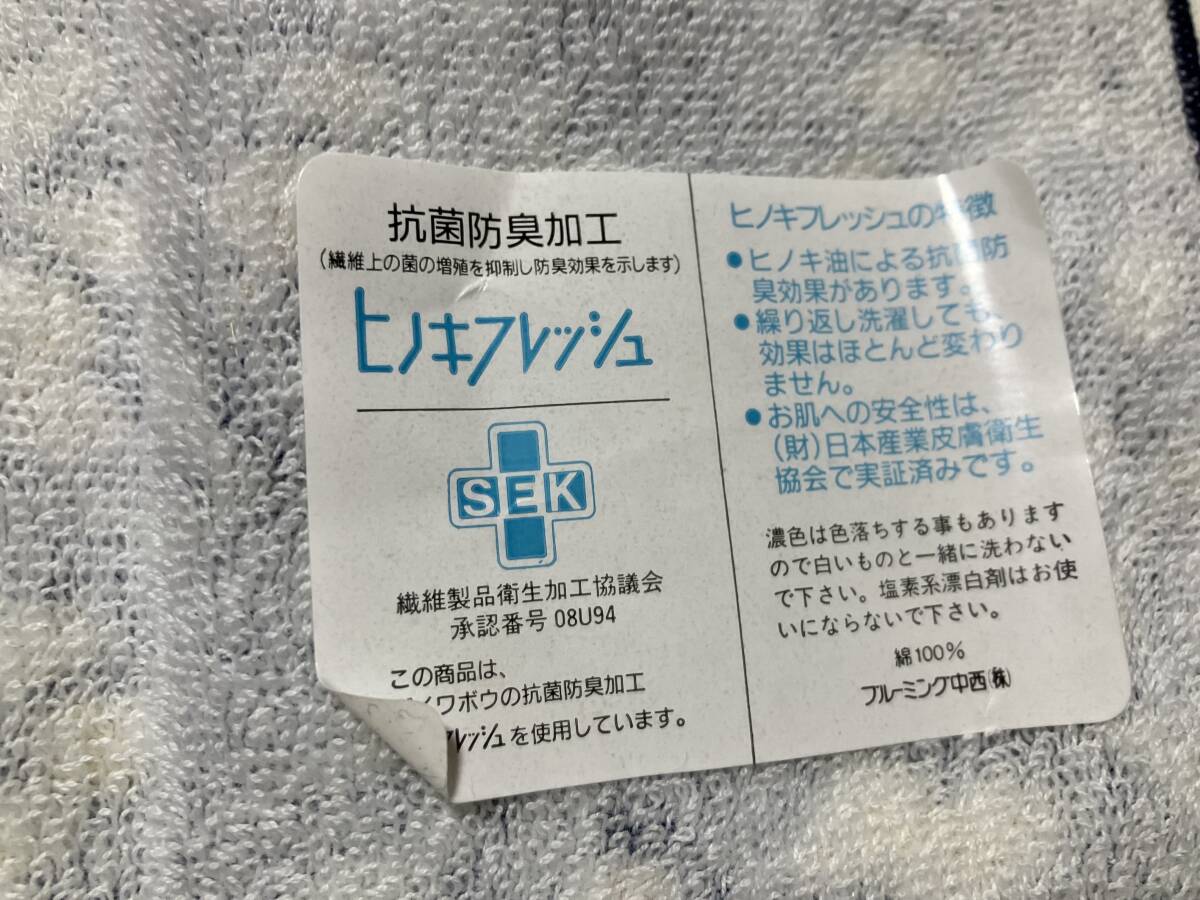 抗菌防臭加工
(繊維上の菌の増殖を抑制し防臭効果を示します)
ヒノキフレッシュ
SEK
繊維製品衛生加工協議会
承認番号 08U94
この商品は、
イワボウの抗菌防臭加工
レッシュを使用しています。
ヒノキフレッシュの特徴
●ヒノキ油による抗菌防
臭効果があります。
●繰り返し洗濯しても、
効果はほとんど変わり
ません。
●お肌への安全性は、
(財)日本産業皮膚衛生
協会で実証済みです。
濃色は色落ちする事もあります
ので白いものと一緒に洗わない
で下さい。塩素系漂白剤はお使
いにならないで下さい。
綿100%
ブルーミング中西㈱